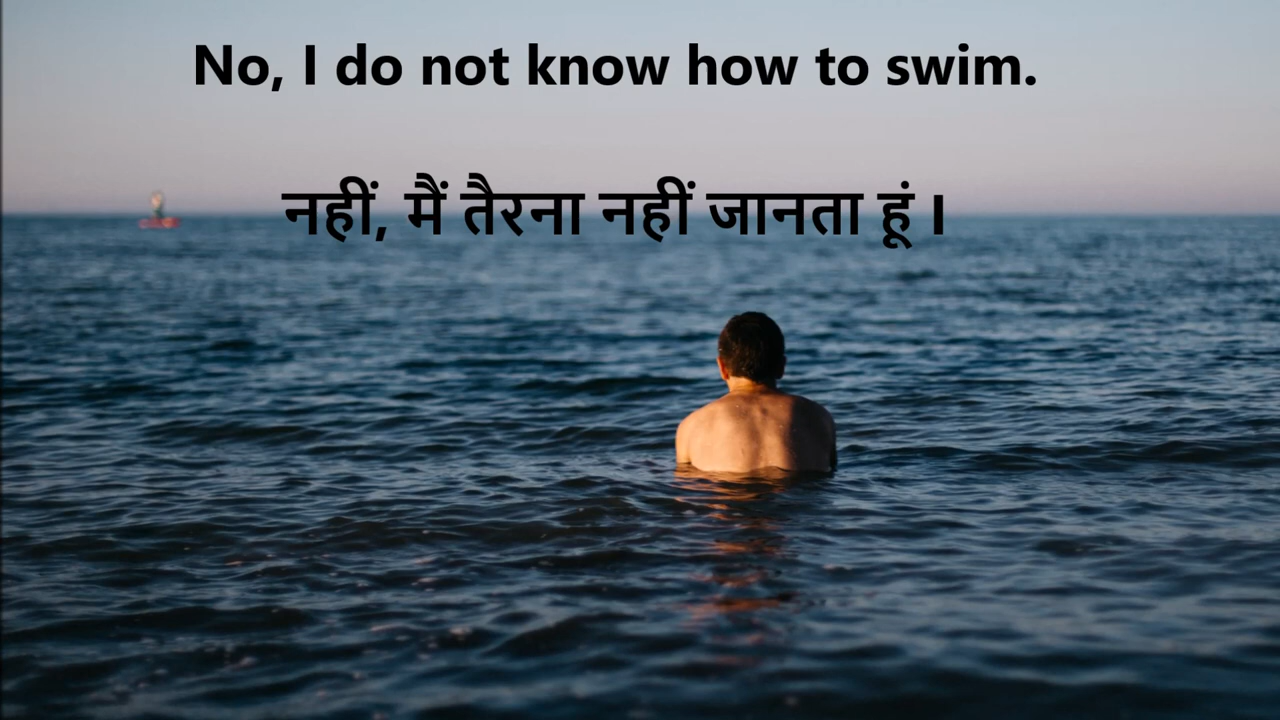 No, I do not know how to swim.
नहीं, मैं तैरना नहीं जानता हूं ।